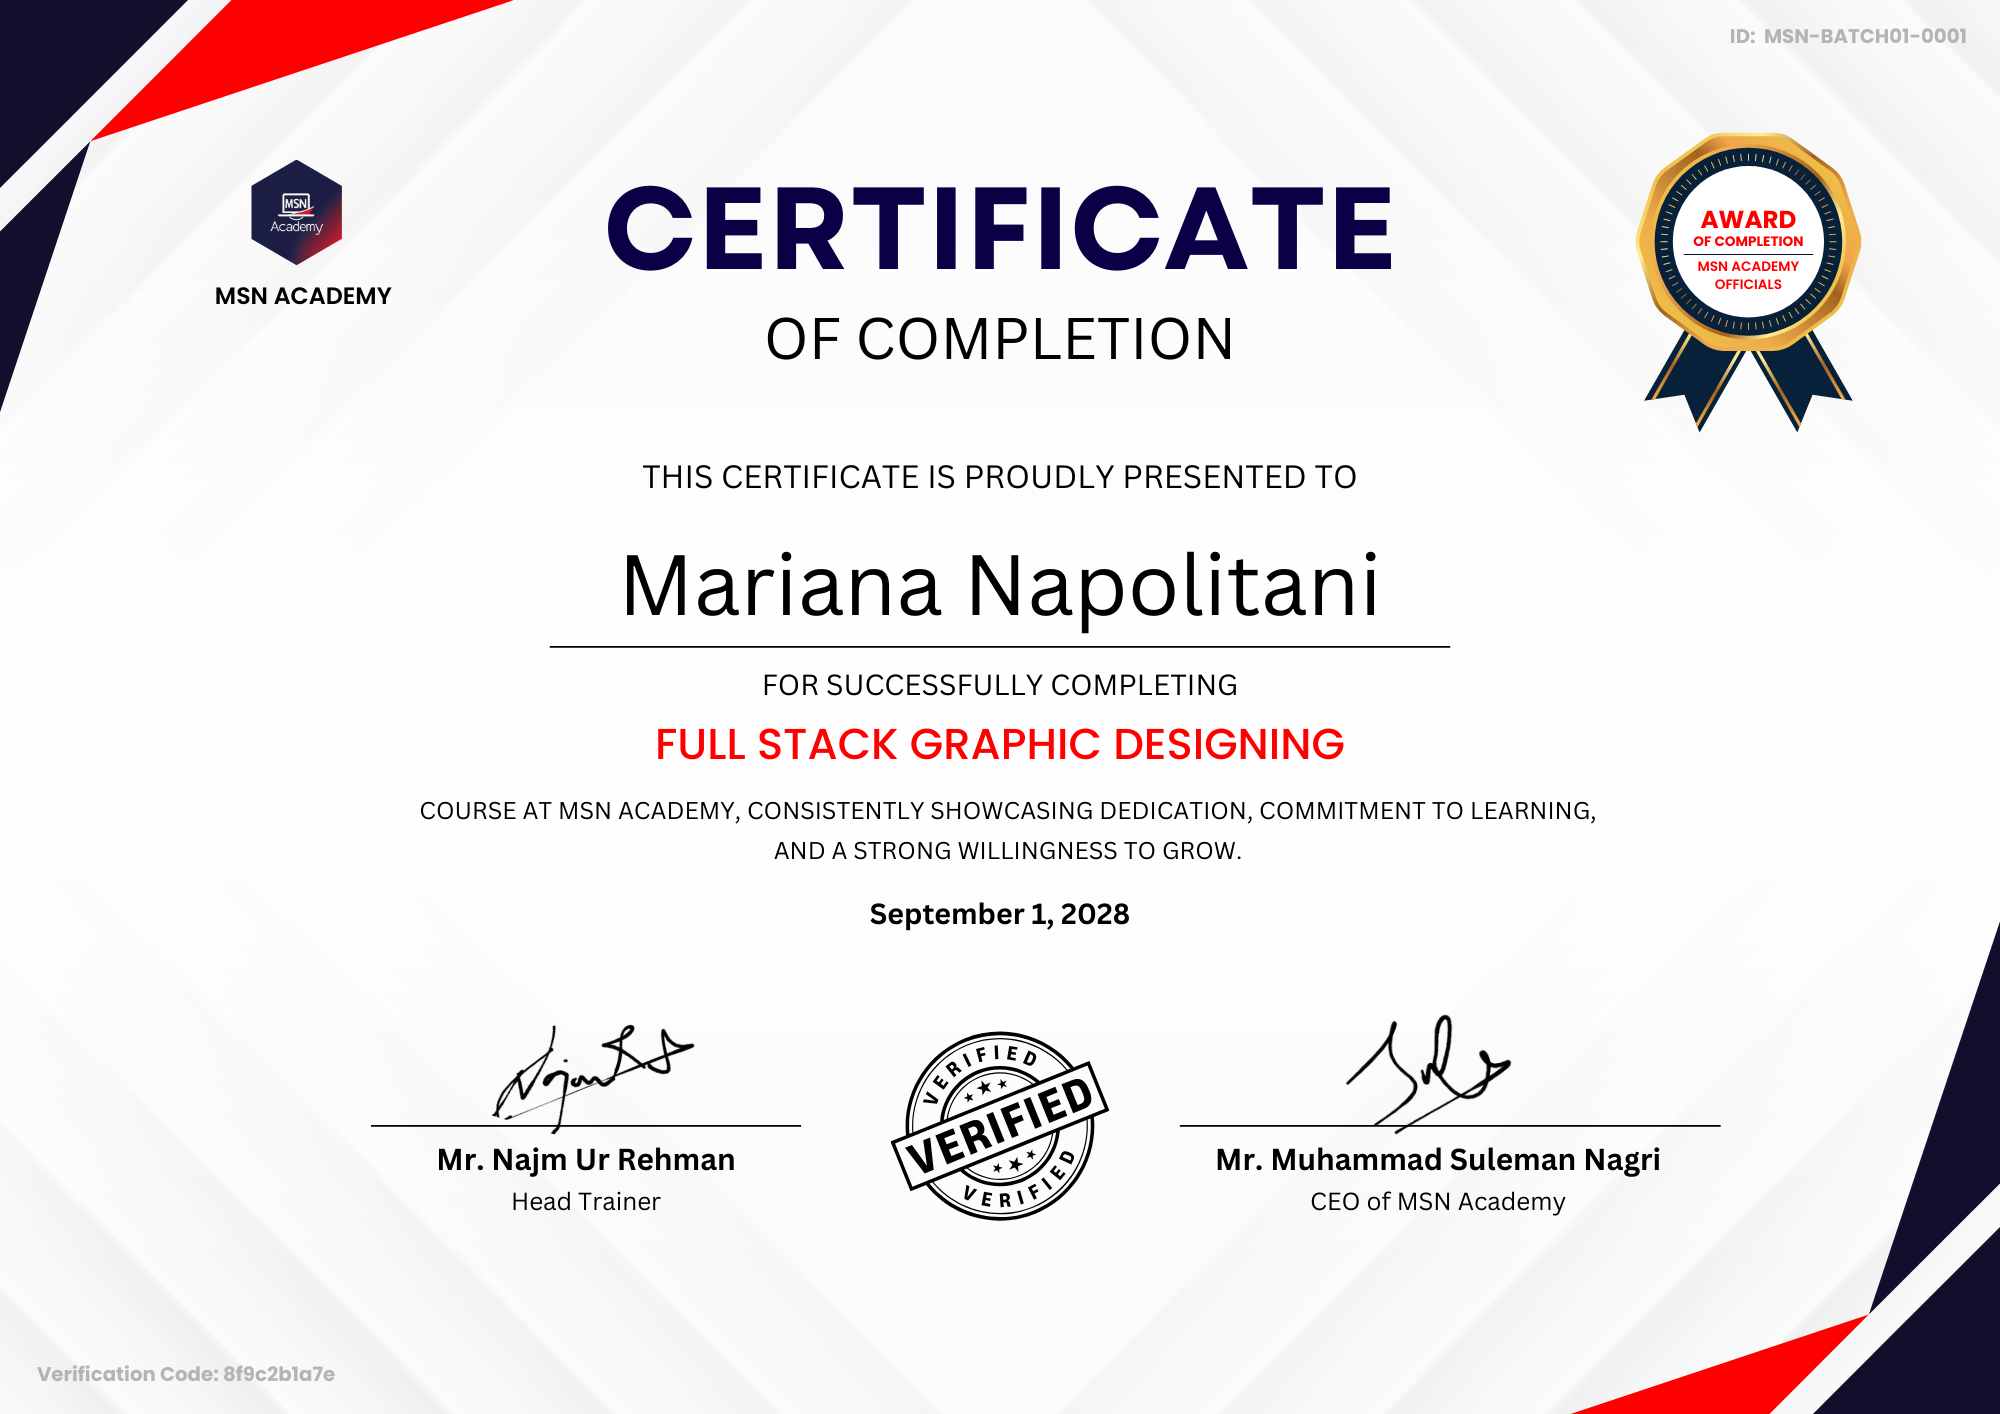 ID: MSN-BATCH01-0001
MSN
Academy
MSN ACADEMY
CERTIFICATE
OF COMPLETION
AWARD
OF COMPLETION
MSN ACADEMY
OFFICIALS
THIS CERTIFICATE IS PROUDLY PRESENTED TO
Mariana Napolitani
FOR SUCCESSFULLY COMPLETING
FULL STACK GRAPHIC DESIGNING
COURSE AT MSN ACADEMY, CONSISTENTLY SHOWCASING DEDICATION, COMMITMENT TO LEARNING,
AND A STRONG WILLINGNESS TO GROW.
September 1, 2028
Mr. Najm Ur Rehman
Head Trainer
VERIFIED
VERIFIED
VERIFIED
Mr. Muhammad Suleman Nagri
CEO of MSN Academy
Verification Code: 8f9c2b1a7e